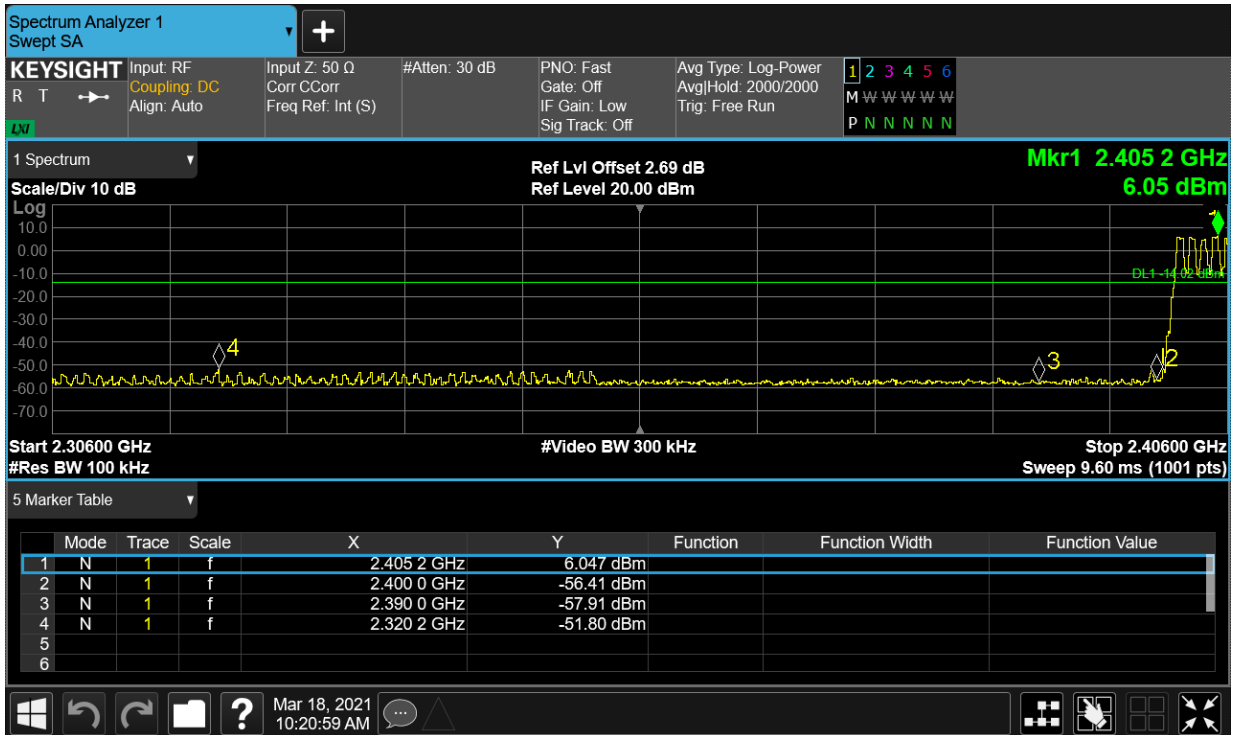 Spectrum Analyzer 1
Swept SA
KEYSIGHT
R T
LXI
Input: RF
Coupling: DC
Align: Auto
Input Z: 50 Ω
Corr CCorr
Freq Ref: Int (S)
#Atten: 30 dB
PNO: Fast
Gate: Off
IF Gain: Low
Sig Track: Off
Avg Type: Log-Power
Avg|Hold: 2000/2000
Trig: Free Run
1 2 3 4 5 6
M W W W W W
P N N N N N
1 Spectrum
Scale/Div 10 dB
Ref Lvl Offset 2.69 dB
Ref Level 20.00 dBm
Mkr1 2.405 2 GHz
6.05 dBm
Log
10.0
0.00
-10.0
-20.0
-30.0
-40.0
-50.0
-60.0
-70.0
DL1 -14.02 dBm
4
3
2
Start 2.30600 GHz
#Video BW 300 kHz
Stop 2.40600 GHz
#Res BW 100 kHz
Sweep 9.60 ms (1001 pts)
5 Marker Table
Mode Trace Scale X Y Function Function Width Function Value
1 N 1 f 2.405 2 GHz 6.047 dBm
2 N 1 f 2.400 0 GHz -56.41 dBm
3 N 1 f 2.390 0 GHz -57.91 dBm
4 N 1 f 2.320 2 GHz -51.80 dBm
5
6
?
Mar 18, 2021
10:20:59 AM